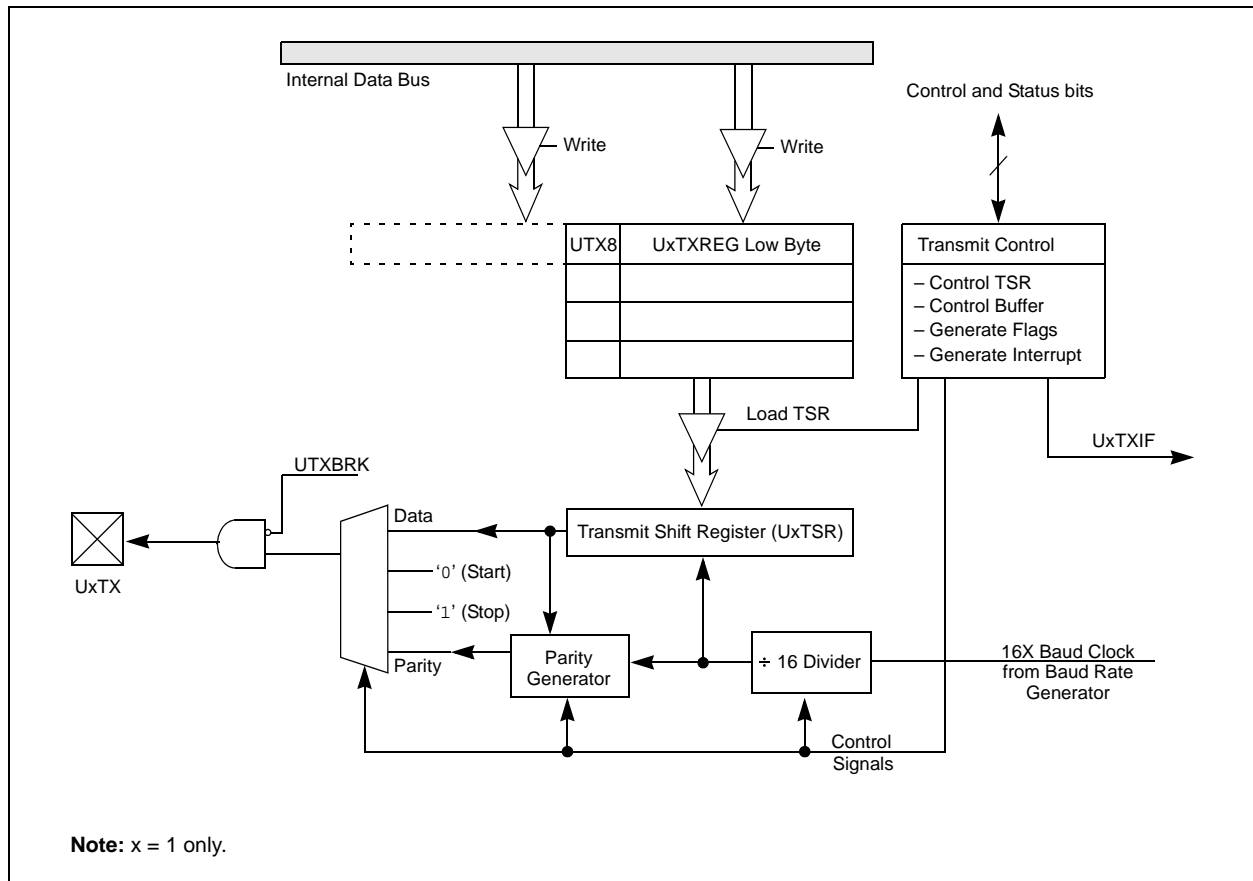 Internal Data Bus
Control and Status bits
Write
Write
UTX8
UxTXREG Low Byte
Transmit Control
– Control TSR
– Control Buffer
– Generate Flags
– Generate Interrupt
Load TSR
UxTXIF
UTXBRK
Data
Transmit Shift Register (UxTSR)
UxTX
‘0’ (Start)
‘1’ (Stop)
Parity
Parity
Generator
÷ 16 Divider
16X Baud Clock
from Baud Rate
Generator
Control
Signals
Note: x = 1 only.